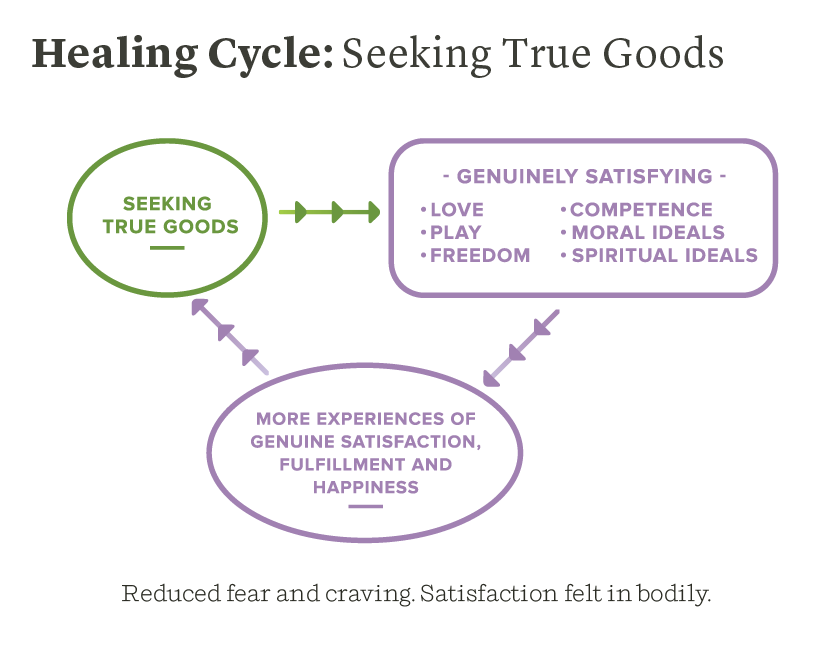 Healing Cycle: Seeking True Goods
SEEKING
TRUE GOODS
- GENUINELY SATISFYING -
• LOVE
• PLAY
• FREEDOM
• COMPETENCE
• MORAL IDEALS
• SPIRITUAL IDEALS
MORE EXPERIENCES OF
GENUINE SATISFACTION,
FULFILLMENT AND
HAPPINESS
Reduced fear and craving. Satisfaction felt in bodily.